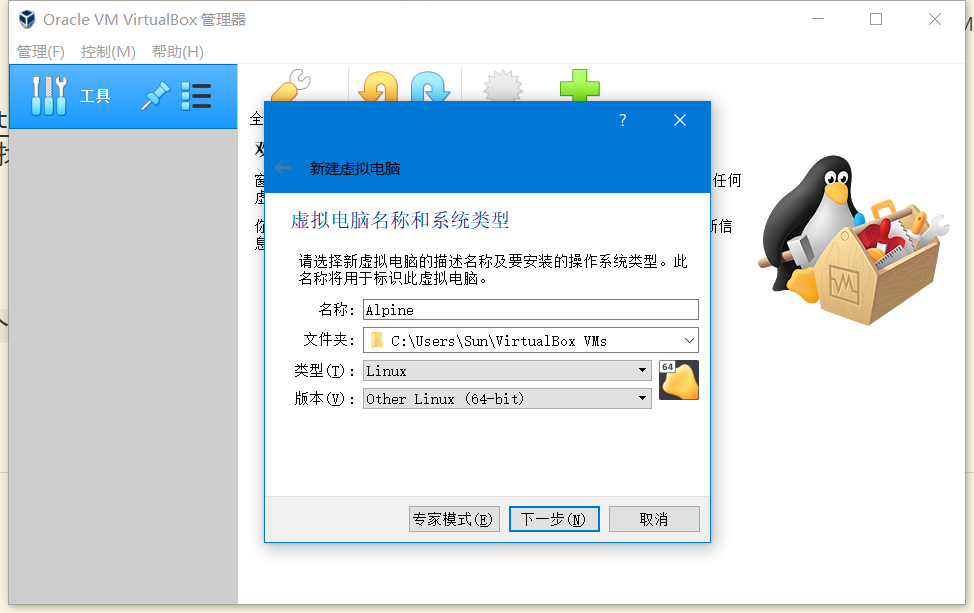 Oracle VM VirtualBox 管理器
管理(F) 控制(M) 帮助(H)
工具
全
? 
新建虚拟电脑
任何
你
新信
息
虚拟电脑名称和系统类型
请选择新虚拟电脑的描述名称及要安装的操作系统类型。此
名称将用于标识此虚拟电脑。
名称: Alpine
文件夹: C:\Users\Sun\VirtualBox VMs
类型(T): Linux
64
版本(V): Other Linux (64-bit)
专家模式(E) 下一步(N) 取消